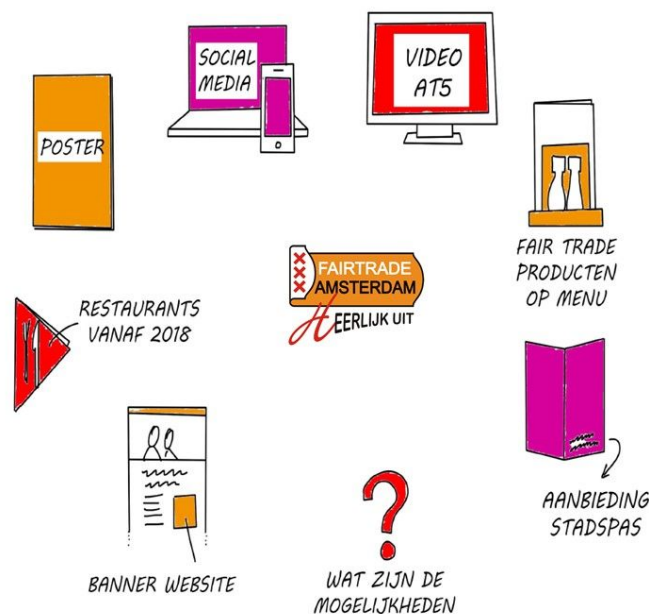 SOCIAL
MEDIA
VIDEO
AT5
POSTER
FAIR TRADE
PRODUCTEN
OP MENU
FAIRTRADE
AMSTERDAM
HEERLIJK UIT
RESTAURANTS
VANAF 2018
AANBIEDING
STADSPAS
BANNER WEBSITE
WAT ZIJN DE
MOGELIJKHEDEN